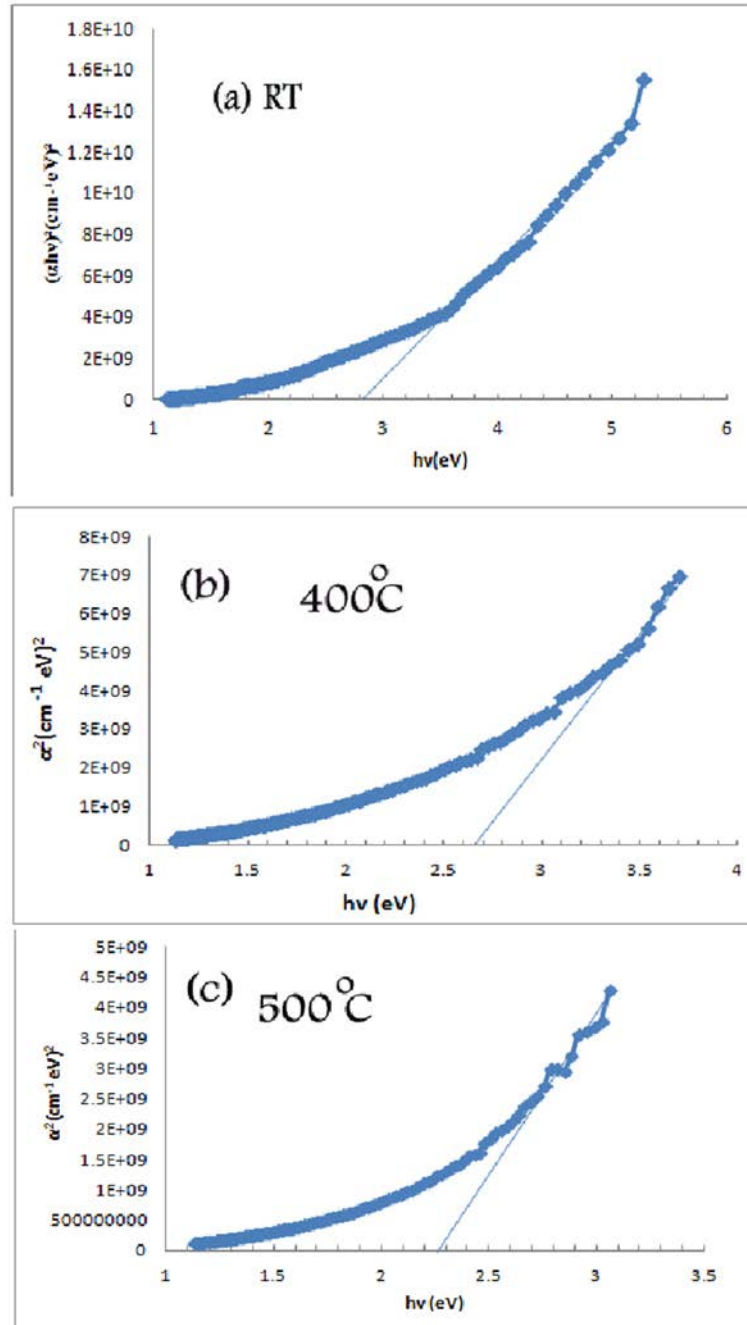 1.8E+10
1.6E+10
1.4E+10
1.2E+10
1E+10
8E+09
6E+09
4E+09
2E+09
0
(αhν)²(cm⁻¹eV)²
(a) RT
1 2 3 4 5 6
hν(eV)
8E+09
7E+09
6E+09
5E+09
4E+09
3E+09
2E+09
1E+09
0
α²(cm⁻¹ eV)²
(b) 400°C
1 1.5 2 2.5 3 3.5 4
hν (eV)
5E+09
4.5E+09
4E+09
3.5E+09
3E+09
2.5E+09
2E+09
1.5E+09
1E+09
500000000
0
α²(cm⁻¹eV)²
(c) 500°C
1 1.5 2 2.5 3 3.5
hν(eV)